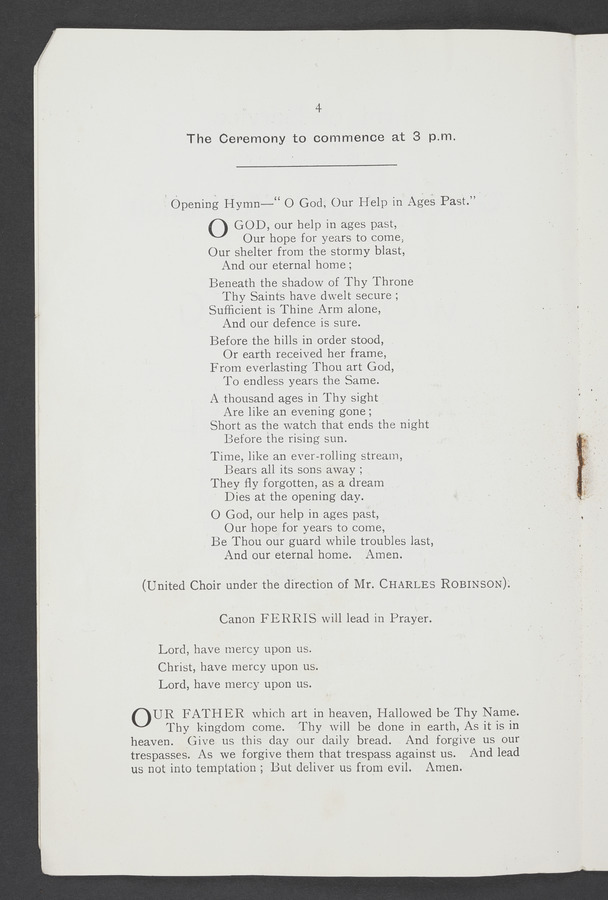 4
The Ceremony to commence at 3 p.m.
Opening Hymn—“ O God, Our Help in Ages Past.”
O GOD, our help in ages past,
Our hope for years to come,
Our shelter from the stormy blast,
And our eternal home ;
Beneath the shadow of Thy Throne
Thy Saints have dwelt secure ;
Sufficient is Thine Arm alone,
And our defence is sure.
Before the hills in order stood,
Or earth received her frame,
From everlasting Thou art God,
To endless years the Same.
A thousand ages in Thy sight
Are like an evening gone ;
Short as the watch that ends the night
Before the rising sun.
Time, like an ever-rolling stream,
Bears all its sons away ;
They fly forgotten, as a dream
Dies at the opening day.
O God, our help in ages past,
Our hope for years to come,
Be Thou our guard while troubles last,
And our eternal home. Amen.
(United Choir under the direction of Mr. CHARLES ROBINSON).
Canon FERRIS will lead in Prayer.
Lord, have mercy upon us.
Christ, have mercy upon us.
Lord, have mercy upon us.
OUR FATHER which art in heaven, Hallowed be Thy Name.
Thy kingdom come. Thy will be done in earth, As it is in
heaven. Give us this day our daily bread. And forgive us our
trespasses. As we forgive them that trespass against us. And lead
us not into temptation ; But deliver us from evil. Amen.